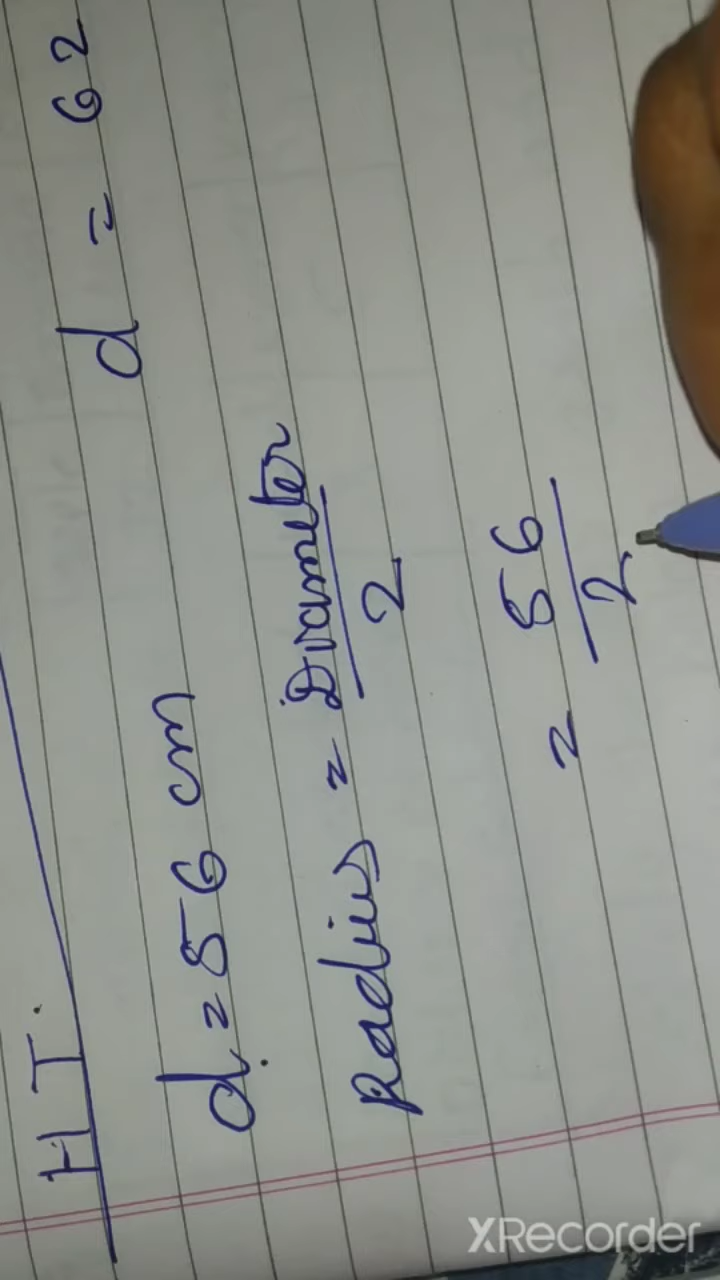 H T.
d = 56 cm d = 62
Radius = Diameter
2
= 56
2
XRecorder